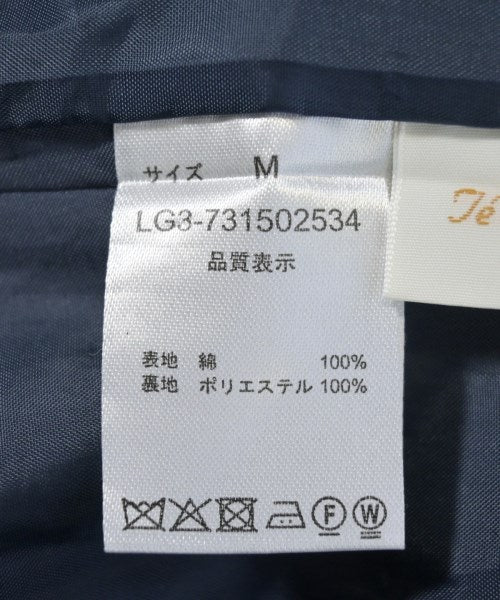 サイズ M
LG3-731502534
品質表示
表地 綿 100%
裏地 ポリエステル 100%
F W
Té